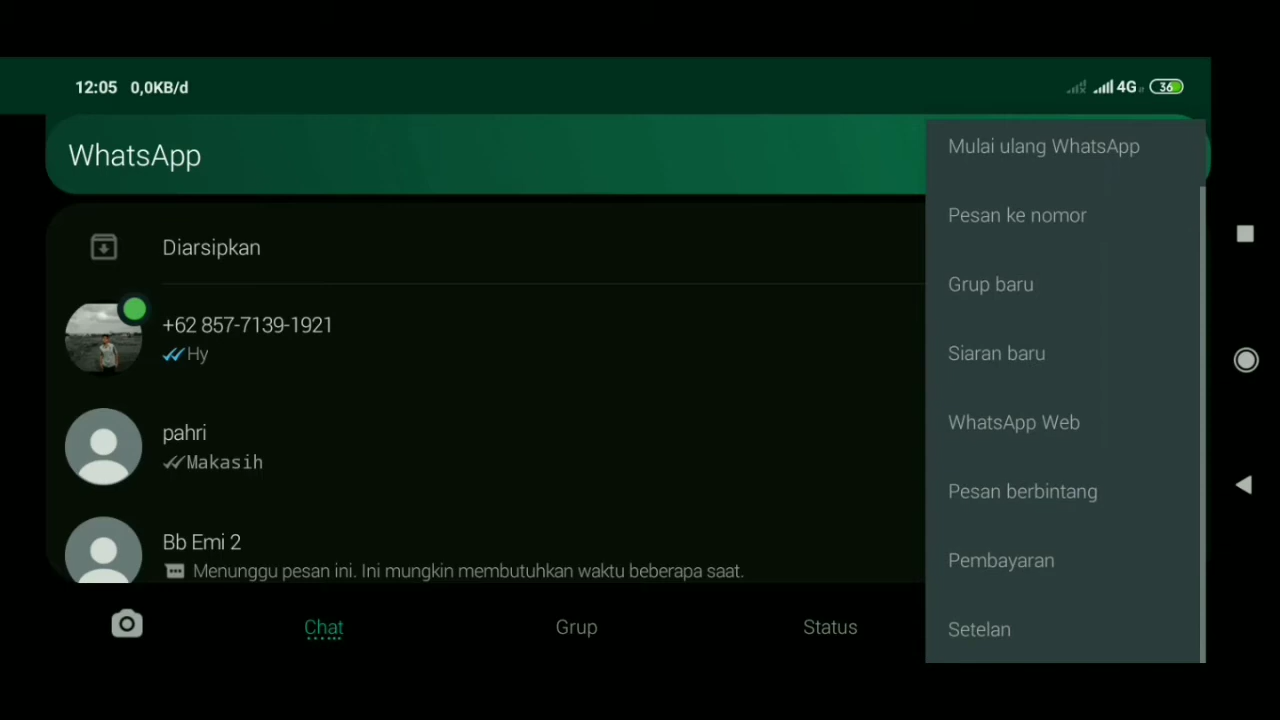 12:05 0,0KB/d
4G 36
WhatsApp
Diarsipkan
+62 857-7139-1921
Hy
pahri
Makasih
Bb Emi 2
Menunggu pesan ini. Ini mungkin membutuhkan waktu beberapa saat.
Chat
Grup
Status
Mulai ulang WhatsApp
Pesan ke nomor
Grup baru
Siaran baru
WhatsApp Web
Pesan berbintang
Pembayaran
Setelan